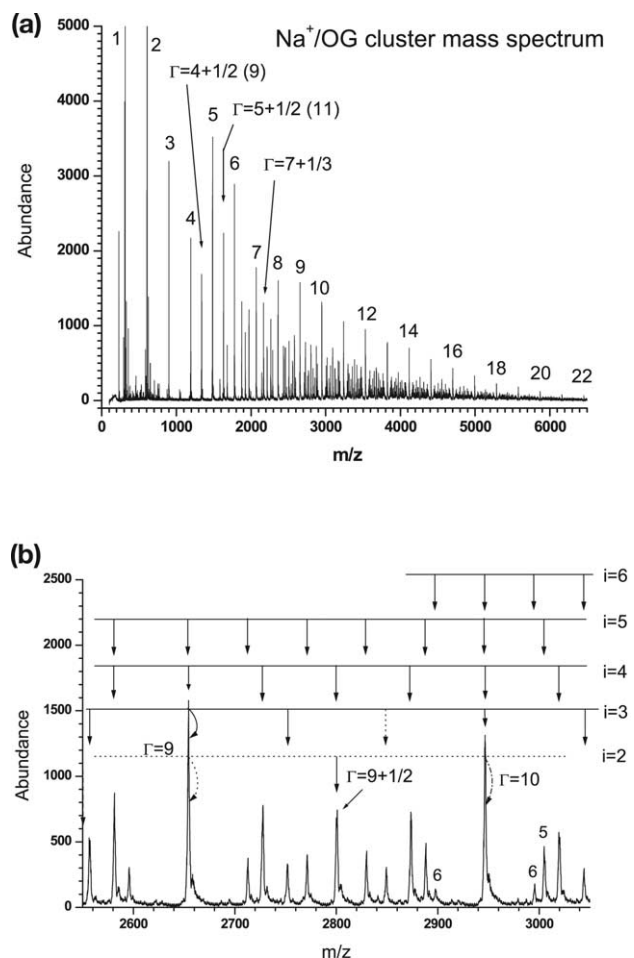 (a)
Na+/OG cluster mass spectrum
5000
4000
3000
2000
1000
0
Abundance
1
2
Γ=4+1/2 (9)
Γ=5+1/2 (11)
3
5
6
Γ=7+1/3
4
7
8
9
10
12
14
16
18
20
22
0 1000 2000 3000 4000 5000 6000
m/z
(b)
2500
2000
1500
1000
500
0
Abundance
i=6
i=5
i=4
i=3
i=2
Γ=9
Γ=9+1/2
Γ=10
6
6
5
2600 2700 2800 2900 3000
m/z